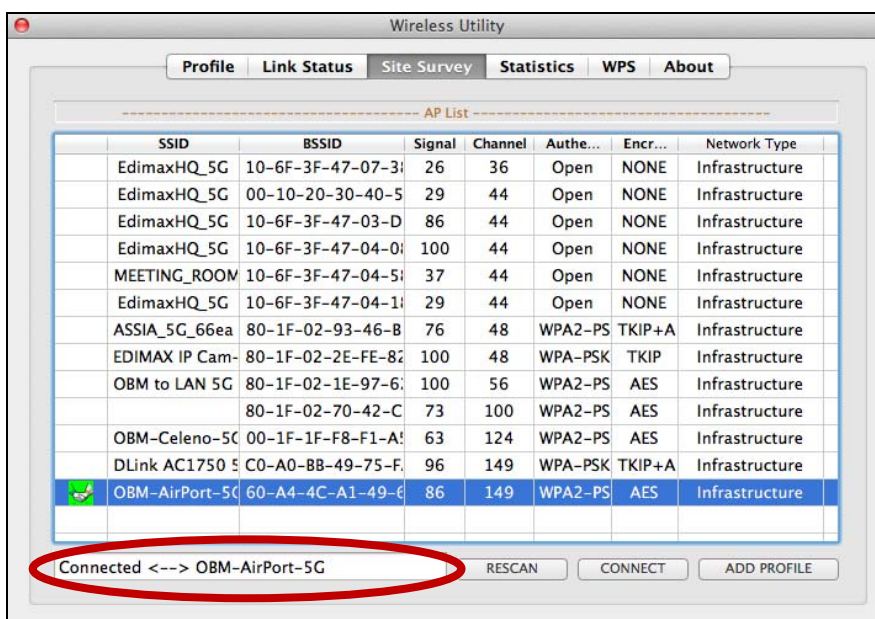 Wireless Utility
Profile Link Status Site Survey Statistics WPS About
------------------------------------ AP List ------------------------------------
SSID BSSID Signal Channel Authe... Encr... Network Type
EdimaxHQ_5G 10-6F-3F-47-07-3 26 36 Open NONE Infrastructure
EdimaxHQ_5G 00-10-20-30-40-5 29 44 Open NONE Infrastructure
EdimaxHQ_5G 10-6F-3F-47-03-D 86 44 Open NONE Infrastructure
EdimaxHQ_5G 10-6F-3F-47-04-0 100 44 Open NONE Infrastructure
MEETING_ROOM 10-6F-3F-47-04-5 37 44 Open NONE Infrastructure
EdimaxHQ_5G 10-6F-3F-47-04-1 29 44 Open NONE Infrastructure
ASSIA_5G_66ea 80-1F-02-93-46-B 76 48 WPA2-PS TKIP+A Infrastructure
EDIMAX IP Cam- 80-1F-02-2E-FE-82 100 48 WPA-PSK TKIP Infrastructure
OBM to LAN 5G 80-1F-02-1E-97-6 100 56 WPA2-PS AES Infrastructure
80-1F-02-70-42-C 73 100 WPA2-PS AES Infrastructure
OBM-Celeno-5G 00-1F-1F-F8-F1-A 63 124 WPA2-PS AES Infrastructure
DLink AC1750 5 C0-A0-BB-49-75-F 96 149 WPA-PSK TKIP+A Infrastructure
OBM-AirPort-5G 60-A4-4C-A1-49-6 86 149 WPA2-PS AES Infrastructure
Connected <--> OBM-AirPort-5G RESCAN CONNECT ADD PROFILE